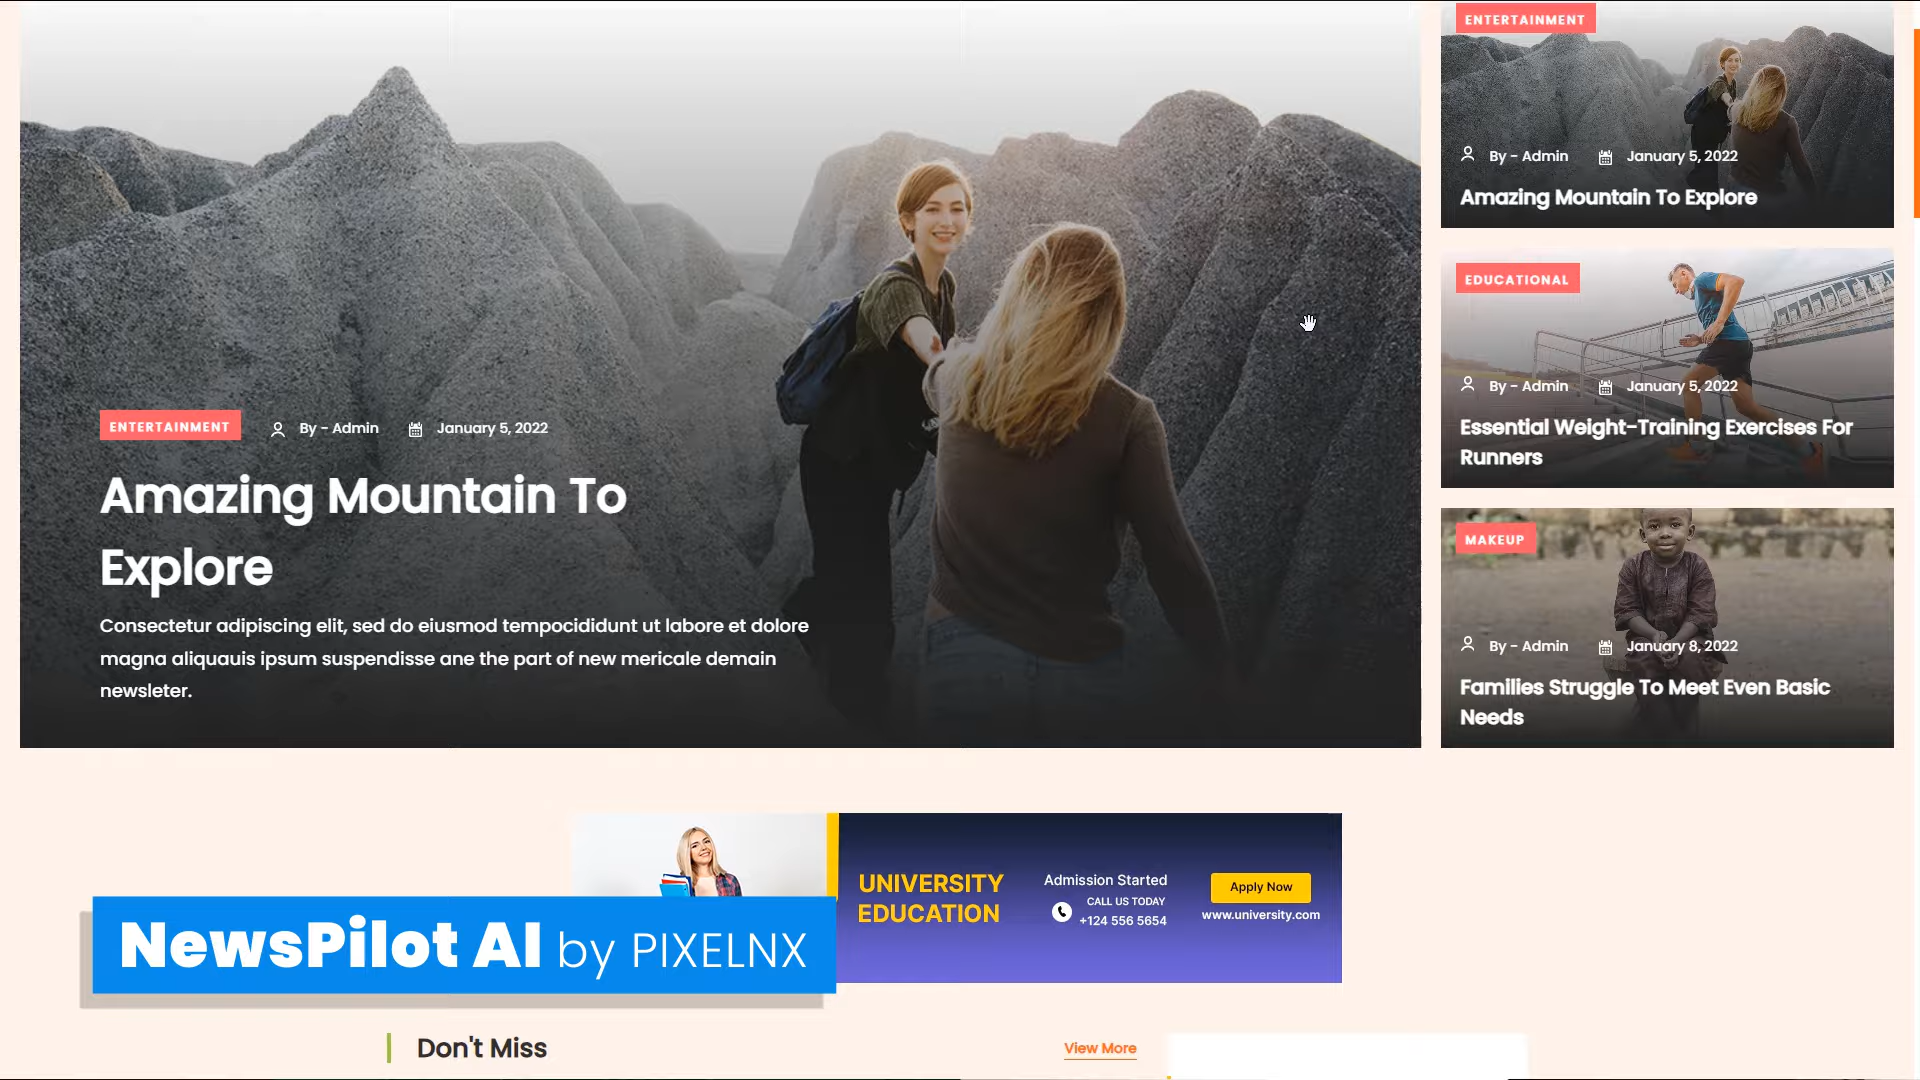 ENTERTAINMENT
By - Admin
January 5, 2022
Amazing Mountain To
Explore
Consectetur adipiscing elit, sed do eiusmod tempocididunt ut labore et dolore
magna aliquauis ipsum suspendisse ane the part of new mericale demain
newsleter.
ENTERTAINMENT
By - Admin
January 5, 2022
Amazing Mountain To Explore
EDUCATIONAL
By - Admin
January 5, 2022
Essential Weight-Training Exercises For
Runners
MAKEUP
By - Admin
January 8, 2022
Families Struggle To Meet Even Basic
Needs
UNIVERSITY
EDUCATION
Admission Started
CALL US TODAY
+124 556 5654
Apply Now
www.university.com
NewsPilot AI by PIXELNX
Don't Miss
View More